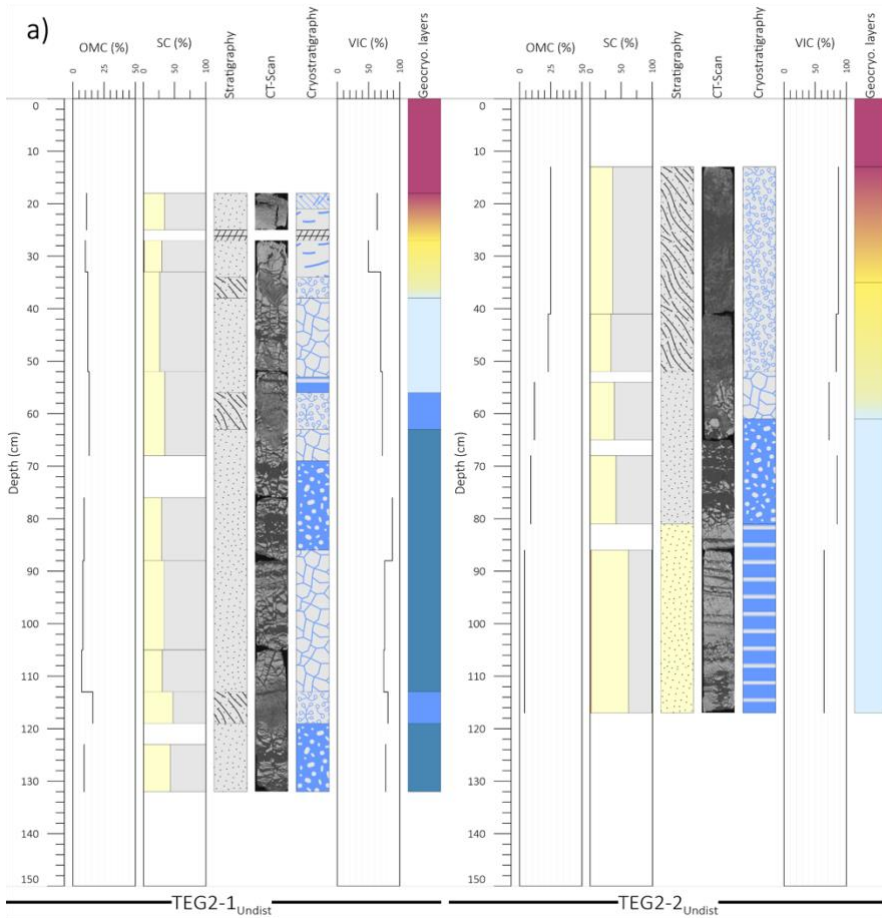 a)
OMC (%)
SC (%)
Stratigraphy
CT-Scan
Cryostratigraphy
VIC (%)
Geocryo. layers
OMC (%)
SC (%)
Stratigraphy
CT-Scan
Cryostratigraphy
VIC (%)
Geocryo. layers
0 25 50
0 50 100
0 50 100
0 25 50
0 50 100
0 50 100
Depth (cm)
0
10
20
30
40
50
60
70
80
90
100
110
120
130
140
150
Depth (cm)
0
10
20
30
40
50
60
70
80
90
100
110
120
130
140
150
TEG2-1Undist
TEG2-2Undist